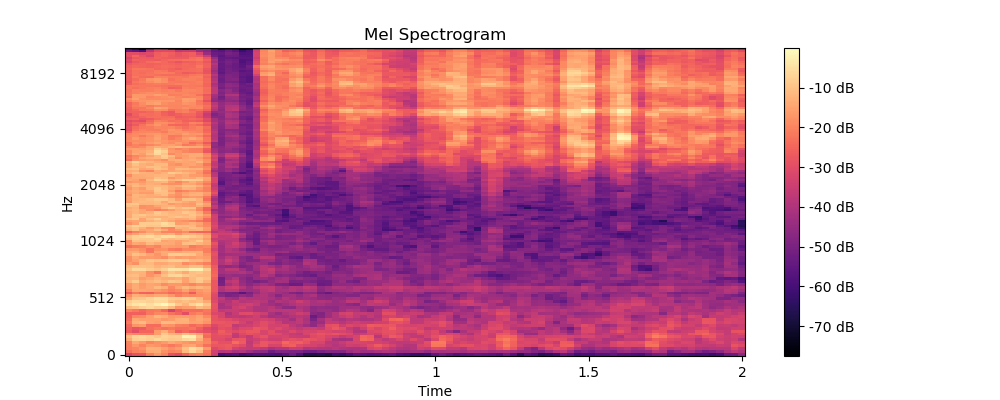 Mel Spectrogram
8192
4096
2048
1024
512
0
Hz
0
0.5
1
1.5
2
Time
-10 dB
-20 dB
-30 dB
-40 dB
-50 dB
-60 dB
-70 dB